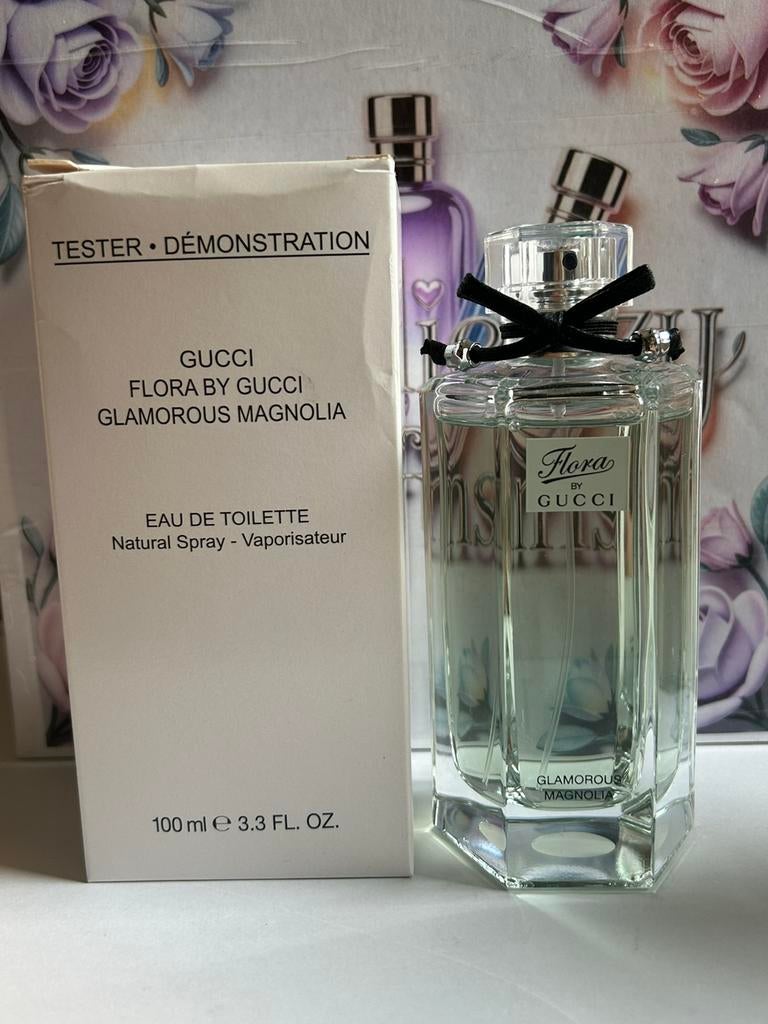 TESTER • DÉMONSTRATION
GUCCI
FLORA BY GUCCI
GLAMOROUS MAGNOLIA
EAU DE TOILETTE
Natural Spray - Vaporisateur
100 ml ℮ 3.3 FL. OZ.
Flora
BY
GUCCI
GLAMOROUS
MAGNOLIA